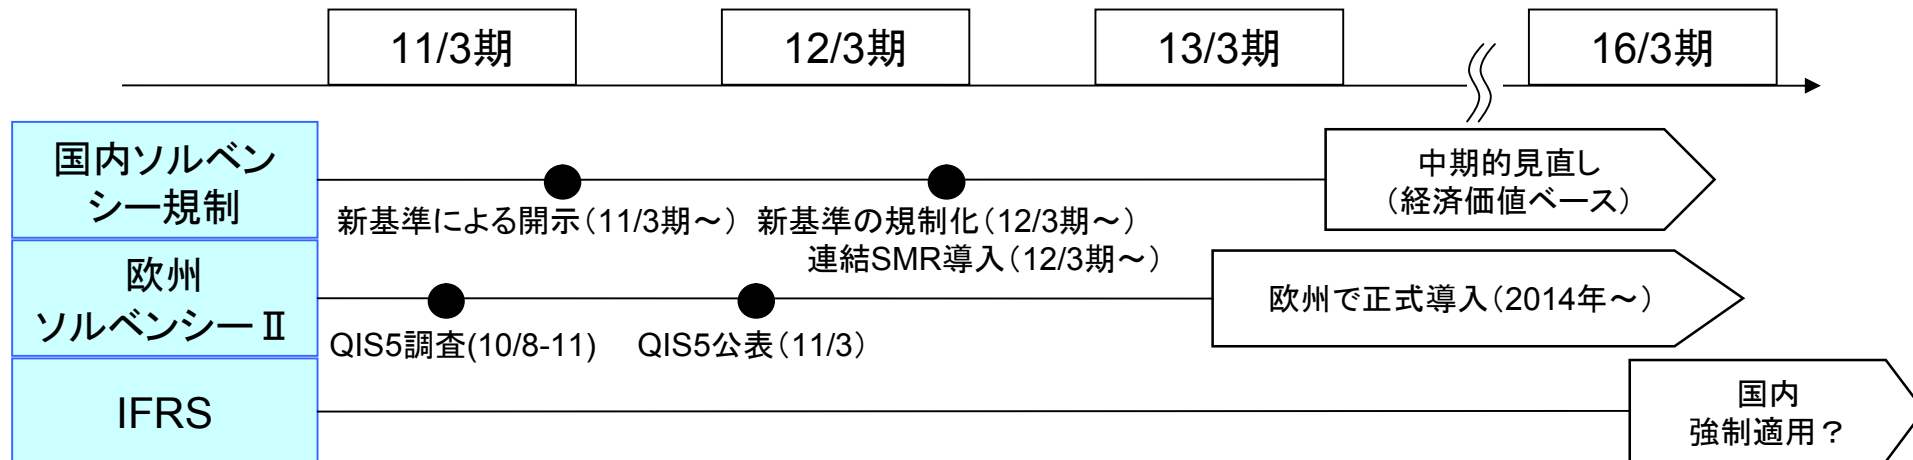 11/3期
12/3期
13/3期
16/3期
国内ソルベン
シー規制
新基準による開示（11/3期～）
新基準の規制化（12/3期～）
連結SMR導入（12/3期～）
中期的見直し
（経済価値ベース）
欧州
ソルベンシーⅡ
QIS5調査(10/8-11)
QIS5公表（11/3）
欧州で正式導入（2014年～）
IFRS
国内
強制適用？